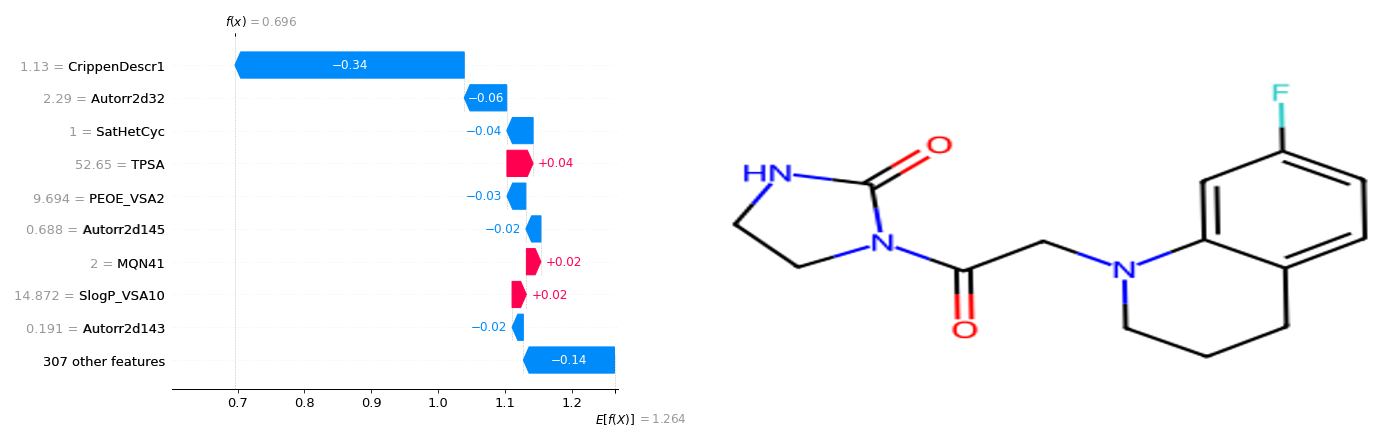 f(x) = 0.696
1.13 = CrippenDescr1
−0.34
2.29 = Autorr2d32
−0.06
1 = SatHetCyc
−0.04
52.65 = TPSA
+0.04
9.694 = PEOE_VSA2
−0.03
0.688 = Autorr2d145
−0.02
2 = MQN41
+0.02
14.872 = SlogP_VSA10
+0.02
0.191 = Autorr2d143
−0.02
307 other features
−0.14
0.7 0.8 0.9 1.0 1.1 1.2
E[f(X)] = 1.264
F
O
HN
N
N
O